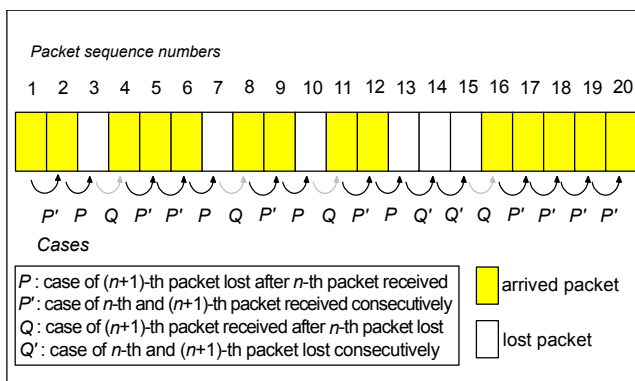 Packet sequence numbers
1 2 3 4 5 6 7 8 9 10 11 12 13 14 15 16 17 18 19 20
P' P Q P' P' P Q P' P Q P' P Q' Q' Q P' P' P' P'
Cases
P : case of (n+1)-th packet lost after n-th packet received
P' : case of n-th and (n+1)-th packet received consecutively
Q : case of (n+1)-th packet received after n-th packet lost
Q' : case of n-th and (n+1)-th packet lost consecutively
arrived packet
lost packet